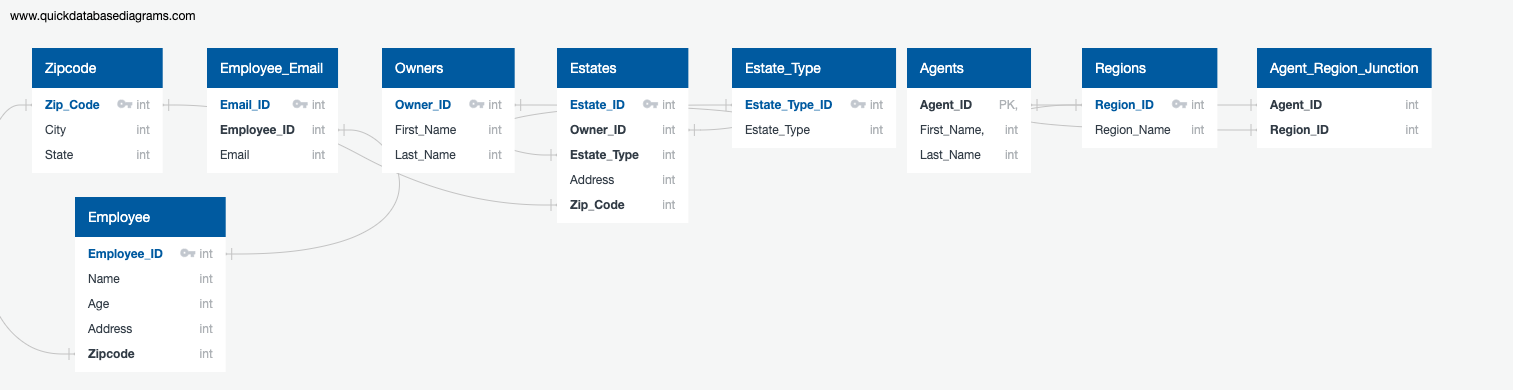 www.quickdatabasediagrams.com
Zipcode
Zip_Code int
City int
State int
Employee_Email
Email_ID int
Employee_ID int
Email int
Owners
Owner_ID int
First_Name int
Last_Name int
Estates
Estate_ID int
Owner_ID int
Estate_Type int
Address int
Zip_Code int
Estate_Type
Estate_Type_ID int
Estate_Type int
Agents
Agent_ID PK,
First_Name, int
Last_Name int
Regions
Region_ID int
Region_Name int
Agent_Region_Junction
Agent_ID int
Region_ID int
Employee
Employee_ID int
Name int
Age int
Address int
Zipcode int